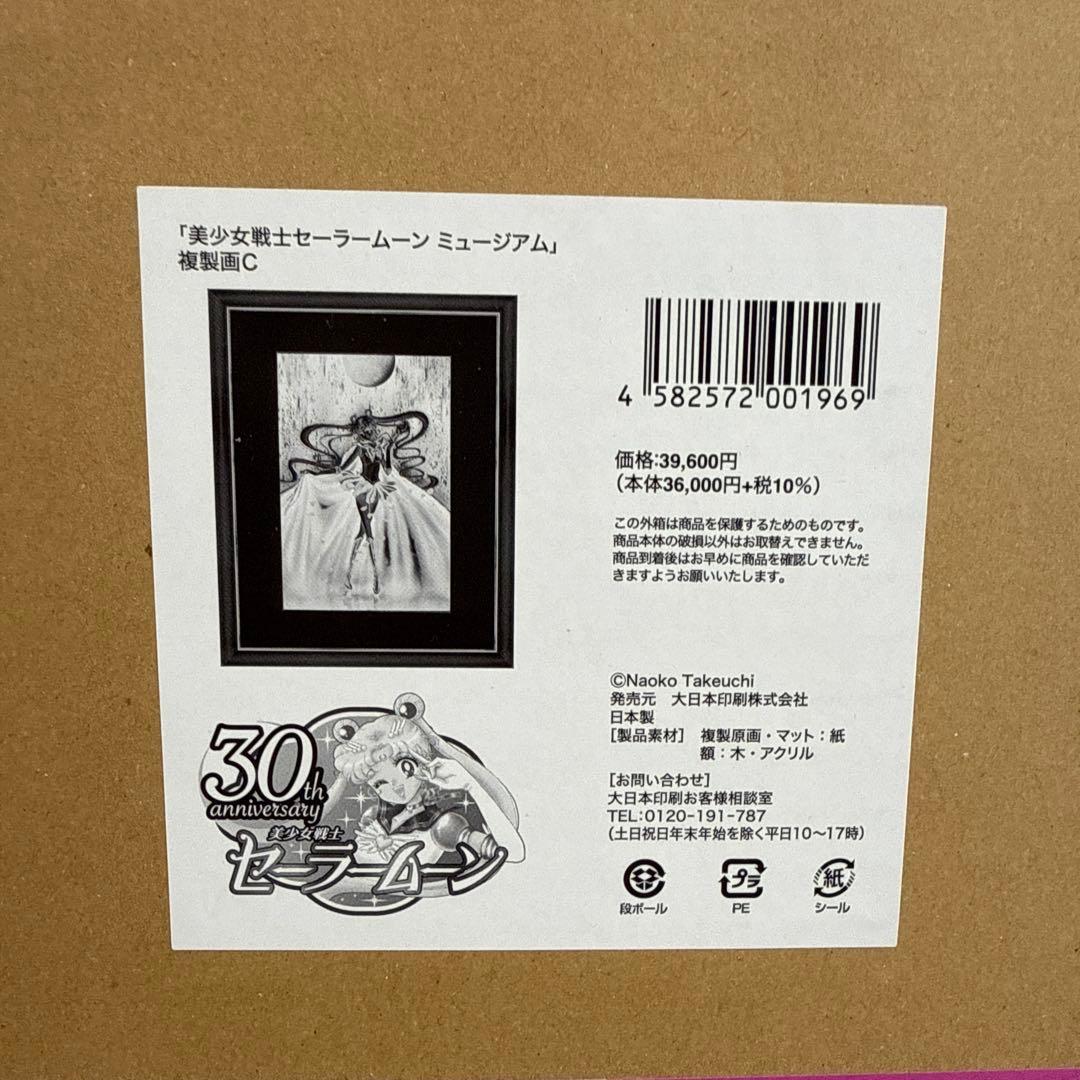 「美少女戦士セーラームーン ミュージアム」
複製画C
4 582572 001969
価格:39,600円
(本体36,000円+税10%)
この外箱は商品を保護するためのものです。
商品本体の破損以外はお取替えできません。
商品到着後はお早めに商品を確認していただ
きますようお願いいたします。
©Naoko Takeuchi
発売元 大日本印刷株式会社
日本製
[製品素材] 複製原画・マット:紙
額:木・アクリル
[お問い合わせ]
大日本印刷お客様相談室
TEL:0120-191-787
(土日祝日年末年始を除く平日10〜17時)
30th
anniversary
美少女戦士
セーラームーン
プラ
紙
段ボール
PE
シール